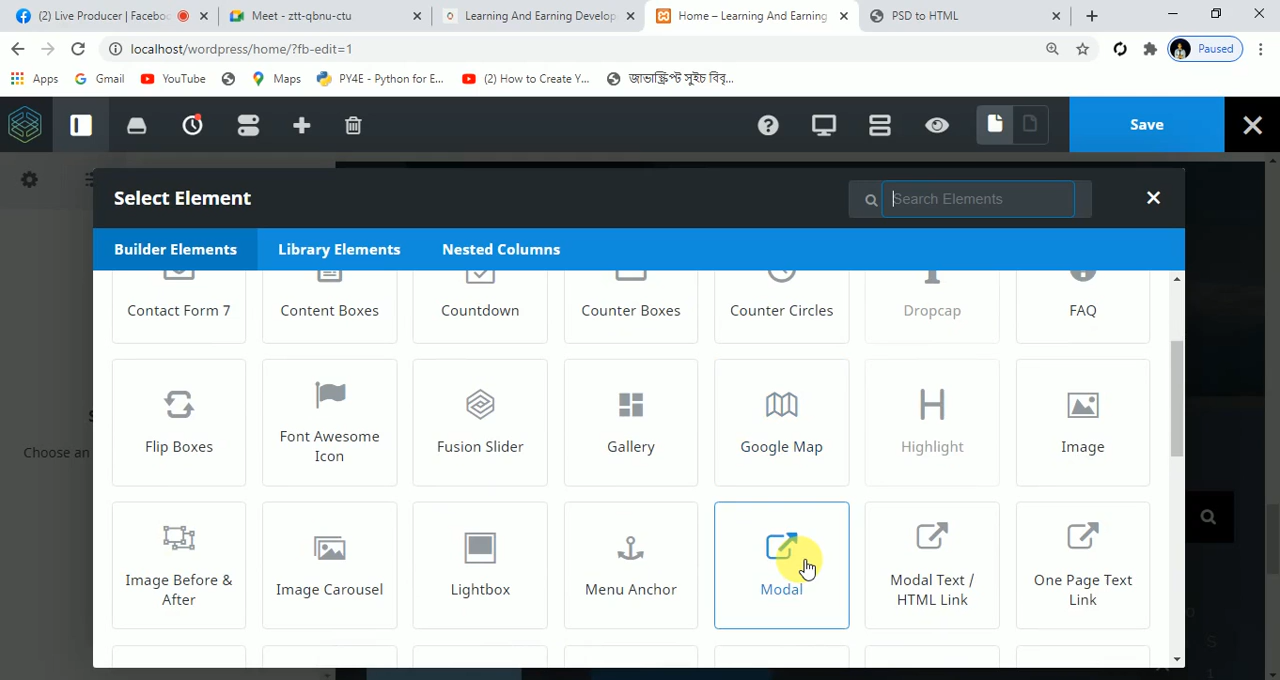 (2) Live Producer | Faceboo
Meet - ztt-qbnu-ctu
Learning And Earning Develop
Home – Learning And Earning
PSD to HTML
localhost/wordpress/home/?fb-edit=1
Paused
Apps
Gmail
YouTube
Maps
PY4E - Python for E...
(2) How to Create Y...
জাভাস্ক্রিপ্ট সুইচ বিবৃ...
Save
Select Element
Search Elements
Builder Elements
Library Elements
Nested Columns
Contact Form 7
Content Boxes
Countdown
Counter Boxes
Counter Circles
Dropcap
FAQ
Flip Boxes
Font Awesome
Icon
Fusion Slider
Gallery
Google Map
Highlight
Image
Choose an
Image Before &
After
Image Carousel
Lightbox
Menu Anchor
Modal
Modal Text /
HTML Link
One Page Text
Link
S